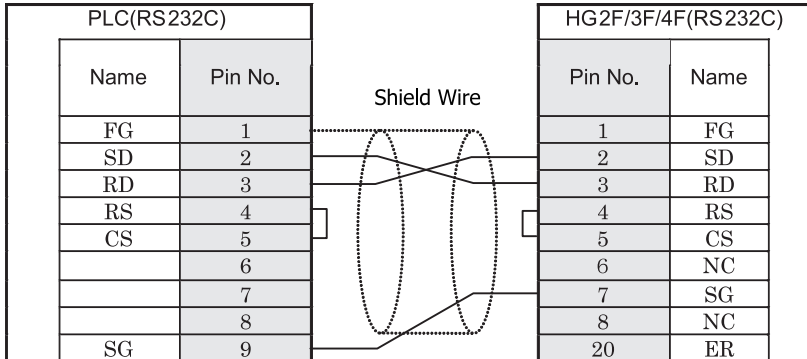 PLC(RS232C) HG2F/3F/4F(RS232C)
Name Pin No. Pin No. Name
Shield Wire
FG 1 1 FG
SD 2 2 SD
RD 3 3 RD
RS 4 4 RS
CS 5 5 CS
6 6 NC
7 7 SG
8 8 NC
SG 9 20 ER